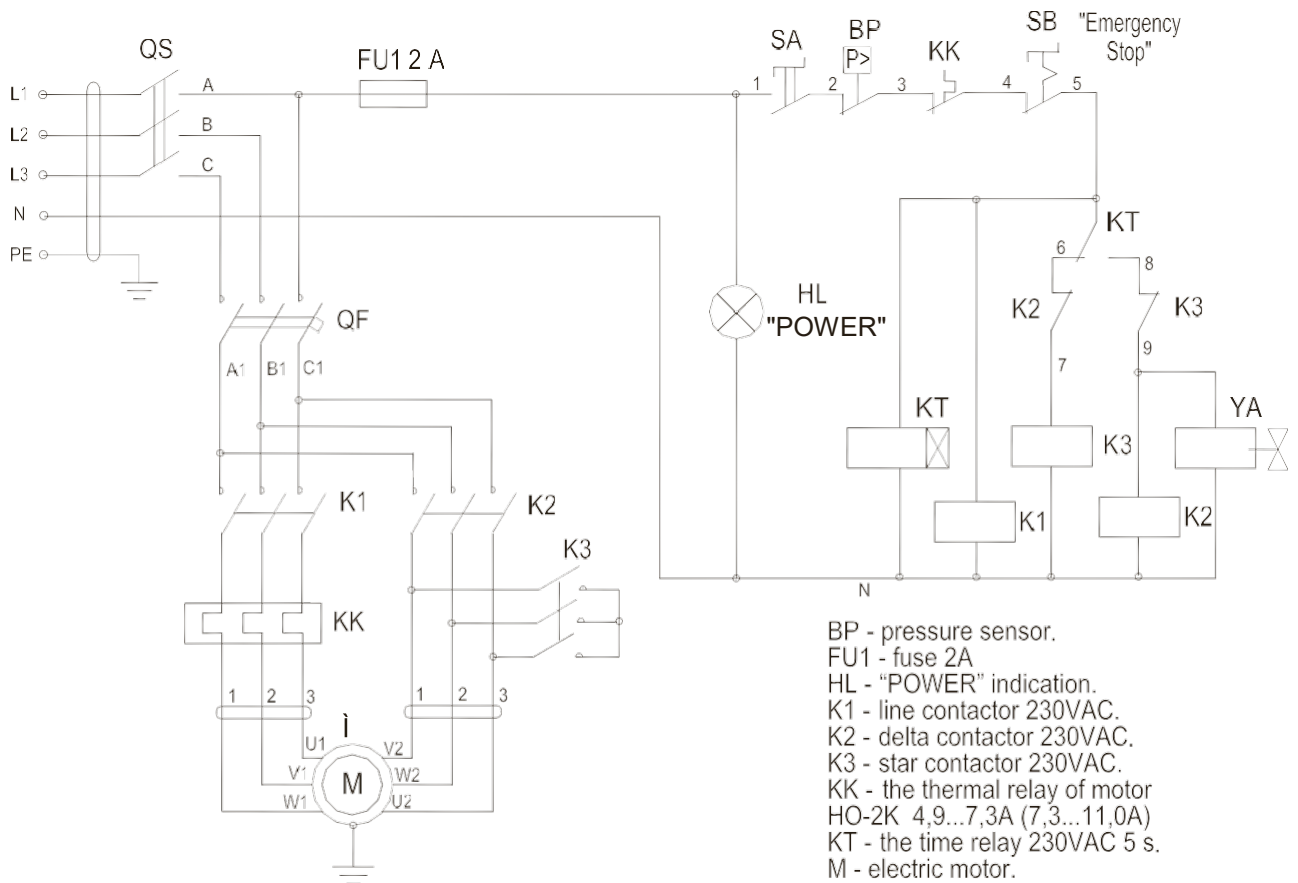 QS
FU1 2 A
SA
BP
P>
KK
SB "Emergency
Stop"
L1
A
1
2
3
4
5
L2
B
L3
C
N
PE
KT
6
8
QF
HL
"POWER"
K2
K3
A1
B1
C1
7
9
KT
YA
K3
K1
K2
K1
K2
K3
N
KK
1
2
3
1
2
3
Ì
U1
V2
V1
M
W2
W1
U2
BP - pressure sensor.
FU1 - fuse 2A
HL - “POWER” indication.
K1 - line contactor 230VAC.
K2 - delta contactor 230VAC.
K3 - star contactor 230VAC.
KK - the thermal relay of motor
HO-2K 4,9...7,3A (7,3...11,0A)
KT - the time relay 230VAC 5 s.
M - electric motor.